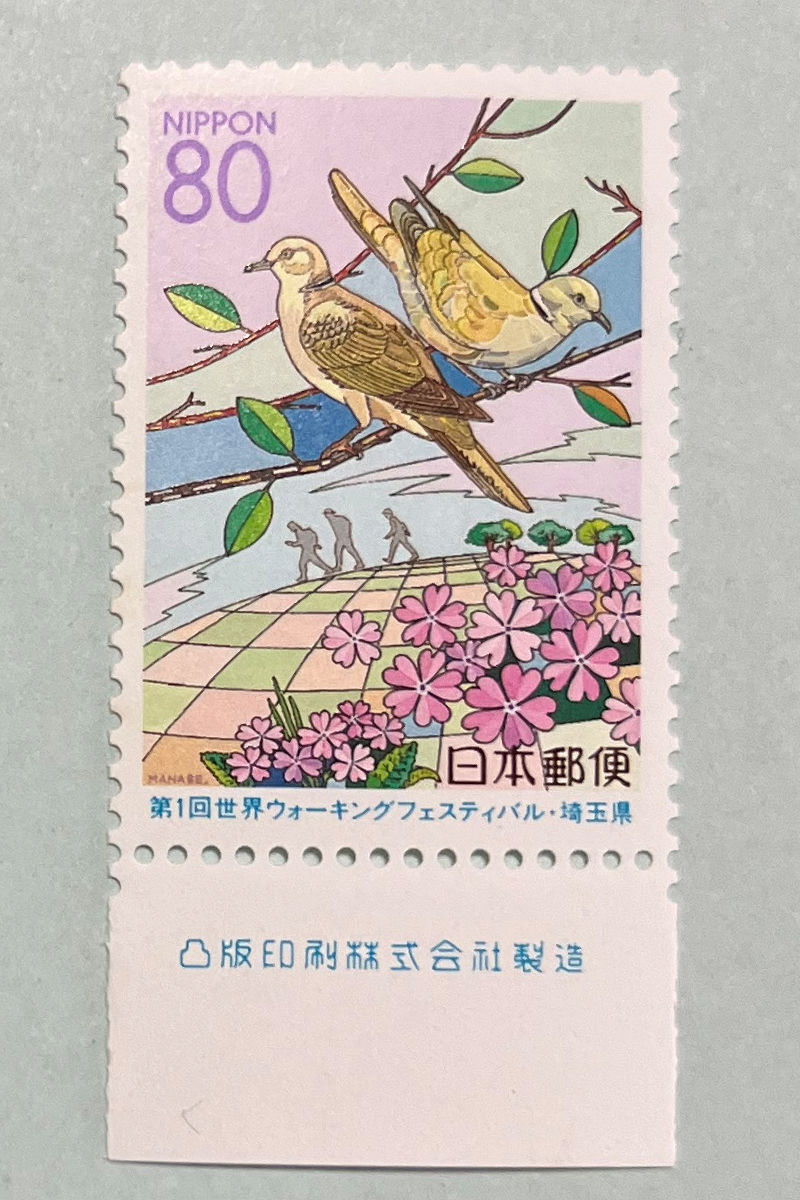 NIPPON
80
日本郵便
MANABE.
第1回世界ウォーキングフェスティバル・埼玉県
凸版印刷株式会社製造